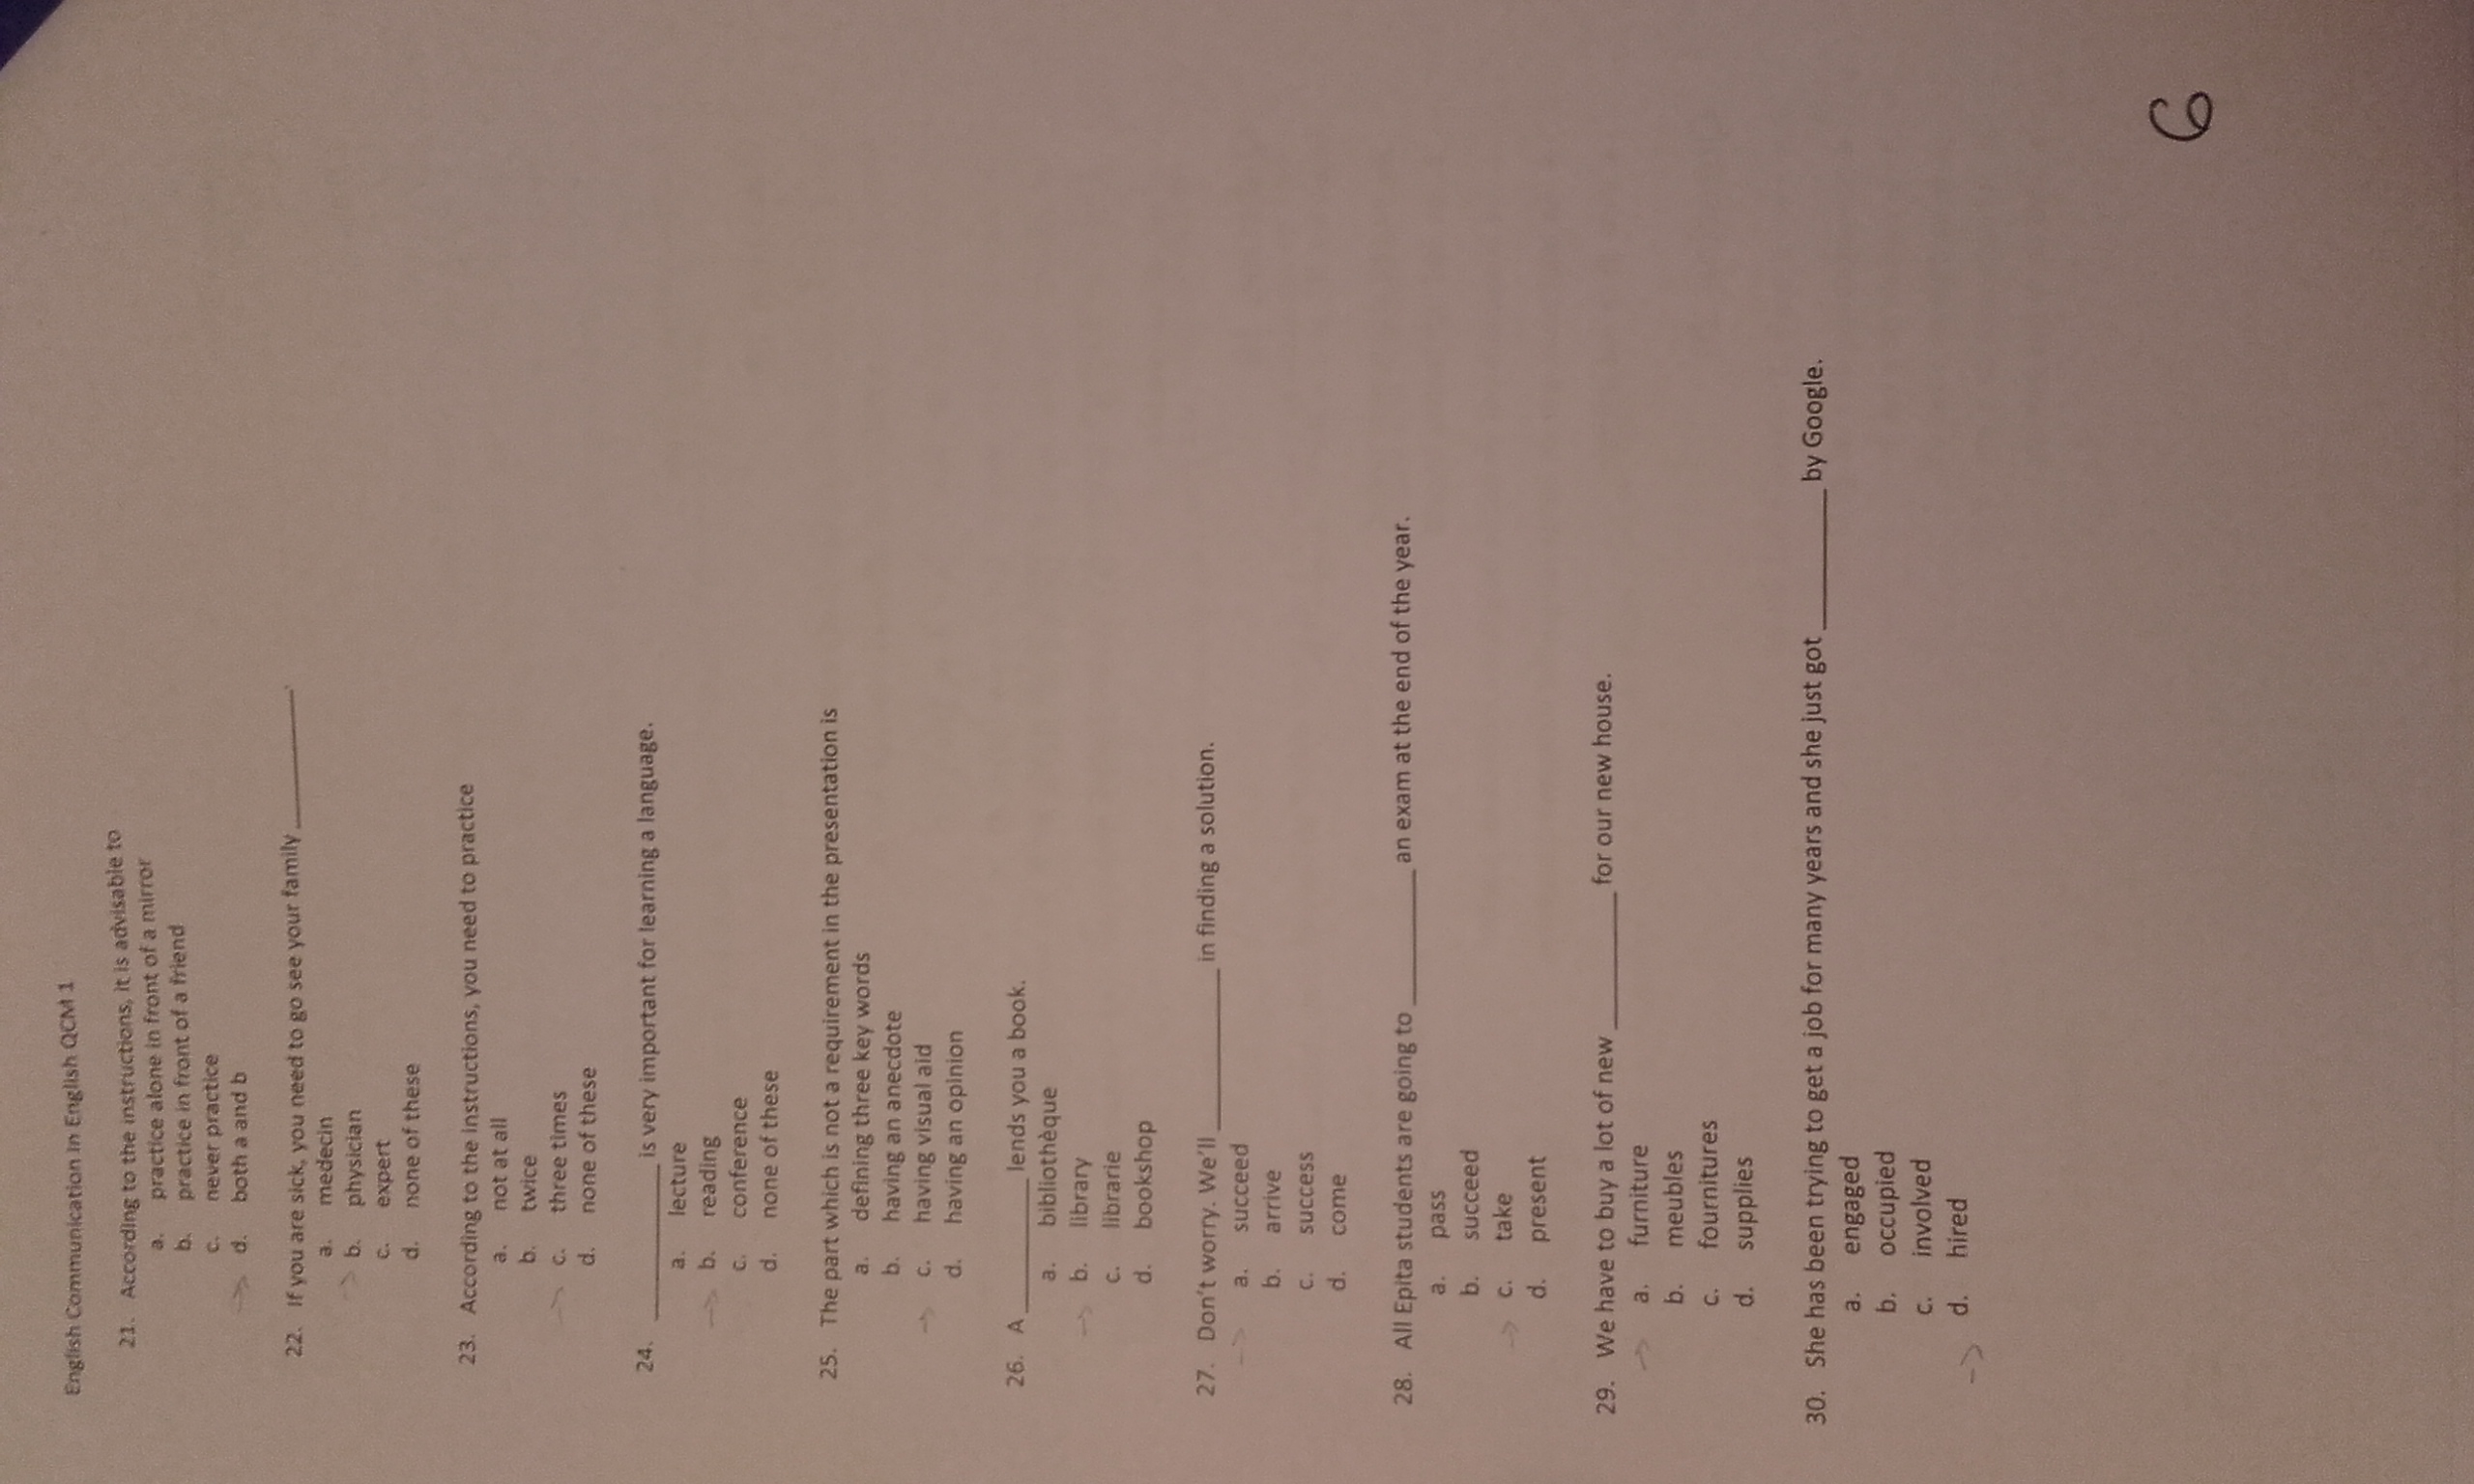 English Communication in English QCM 1
21. According to the instructions, it is advisable to
a. practice alone in front of a mirror
b. practice in front of a friend
c. never practice
-> d. both a and b
22. If you are sick, you need to go see your family __________.
a. medecin
-> b. physician
c. expert
d. none of these
23. According to the instructions, you need to practice
a. not at all
b. twice
-> c. three times
d. none of these
24. ___________ is very important for learning a language.
a. lecture
-> b. reading
c. conference
d. none of these
25. The part which is not a requirement in the presentation is
a. defining three key words
b. having an anecdote
-> c. having visual aid
d. having an opinion
26. A __________ lends you a book.
a. bibliothèque
-> b. library
c. librarie
d. bookshop
27. Don't worry. We'll ____________ in finding a solution.
-> a. succeed
b. arrive
c. success
d. come
28. All Epita students are going to __________ an exam at the end of the year.
a. pass
b. succeed
-> c. take
d. present
29. We have to buy a lot of new __________ for our new house.
-> a. furniture
b. meubles
c. fournitures
d. supplies
30. She has been trying to get a job for many years and she just got __________ by Google.
a. engaged
b. occupied
c. involved
-> d. hired
6